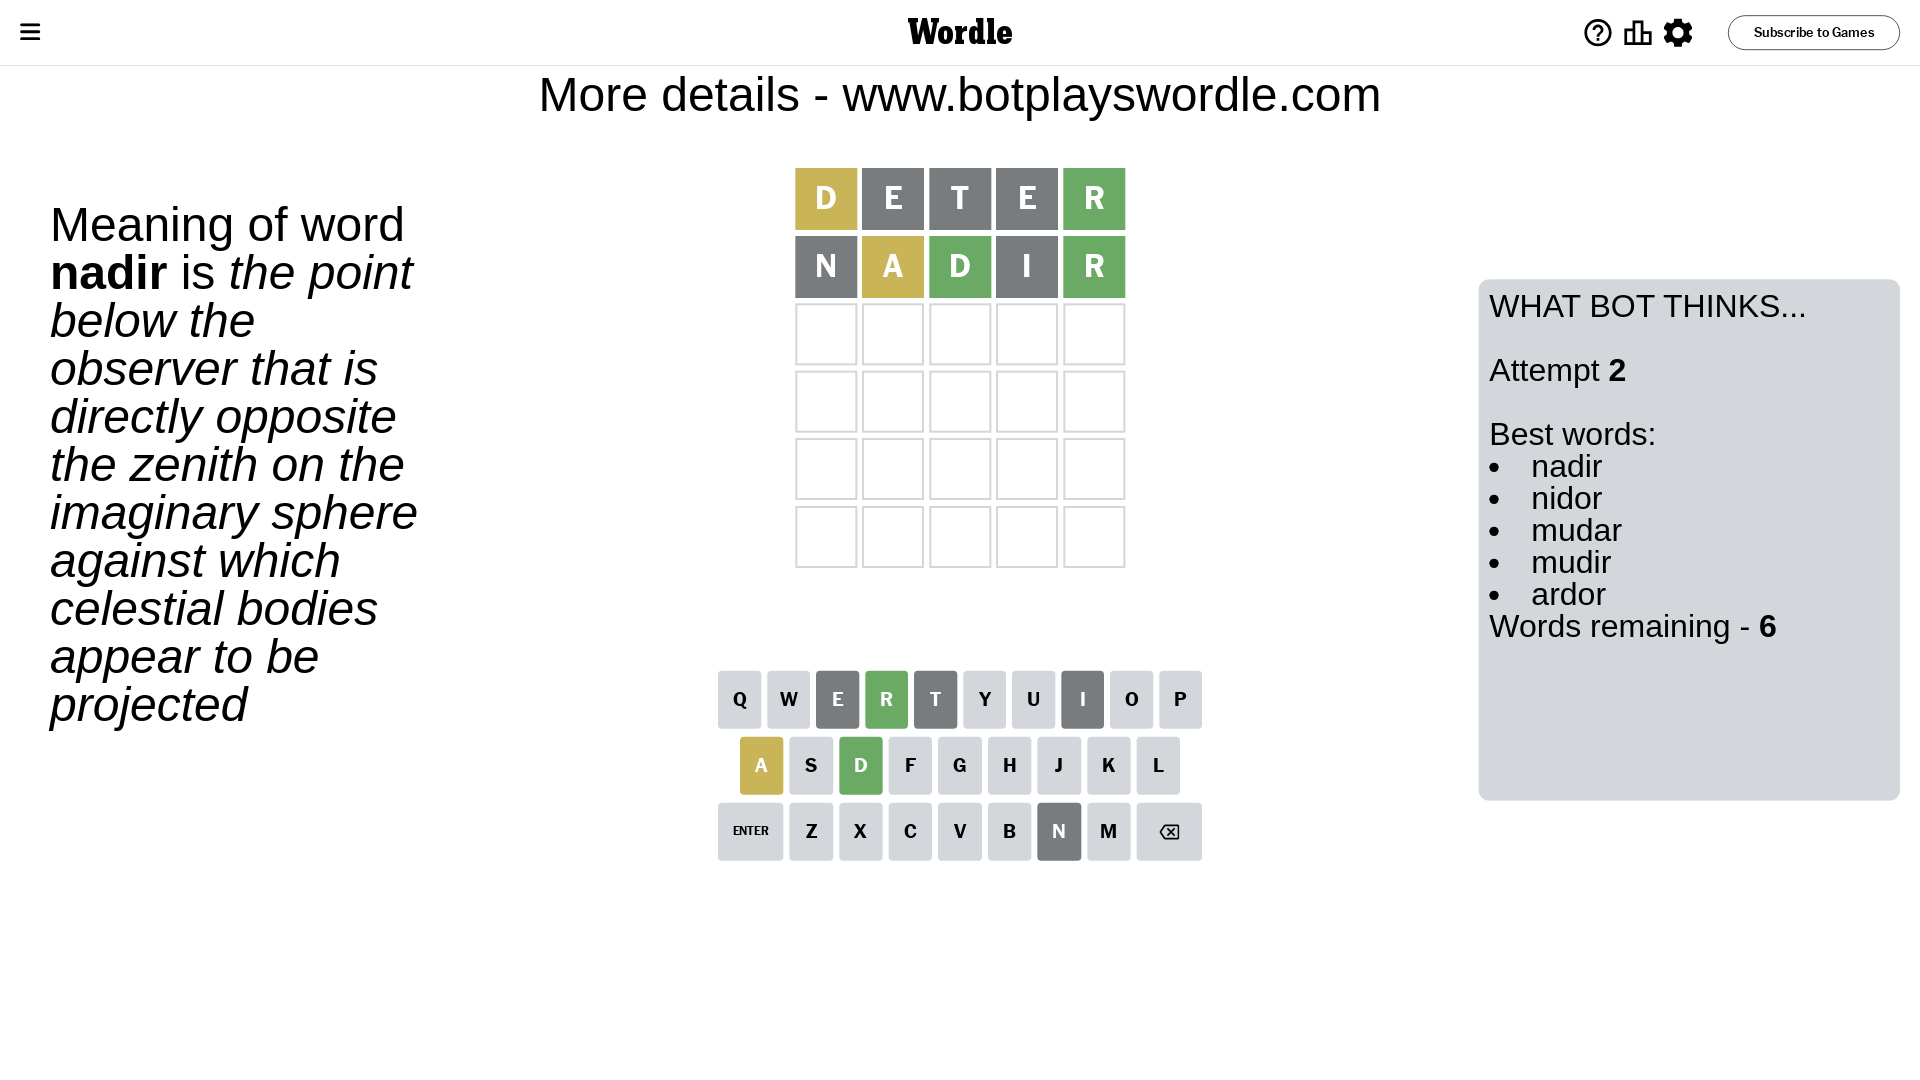 Wordle
Subscribe to Games
More details - www.botplayswordle.com
Meaning of word
nadir is the point
below the
observer that is
directly opposite
the zenith on the
imaginary sphere
against which
celestial bodies
appear to be
projected
D E T E R
N A D I R
WHAT BOT THINKS...
Attempt 2
Best words:
• nadir
• nidor
• mudar
• mudir
• ardor
Words remaining - 6
Q W E R T Y U I O P
A S D F G H J K L
ENTER Z X C V B N M